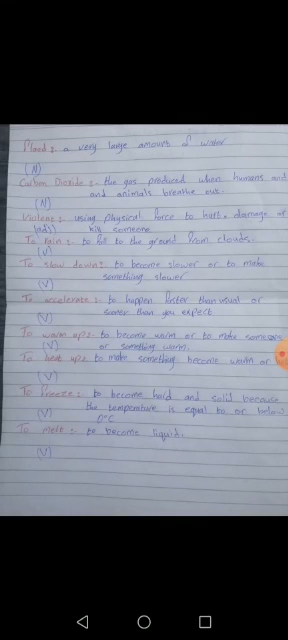 Flood :- a very large amount of water
(N)
Carbon Dioxide :- the gas produced when humans and
and animals breathe out.
(N)
Violent :- using physical force to hurt, damage or
(adj) kill someone.
To rain :- to fall to the ground from clouds.
(V)
To slow down :- to become slower or to make
something slower
(V)
To accelerate :- to happen faster than usual or
(V) sooner than you expect.
To warm up :- to become warm or to make someone
(V) or something warm.
To heat up :- to make something become warm or
(V)
To freeze :- to become hard and solid because
(V) the temperature is equal to or below
0°C
To melt :- to become liquid.
(V)